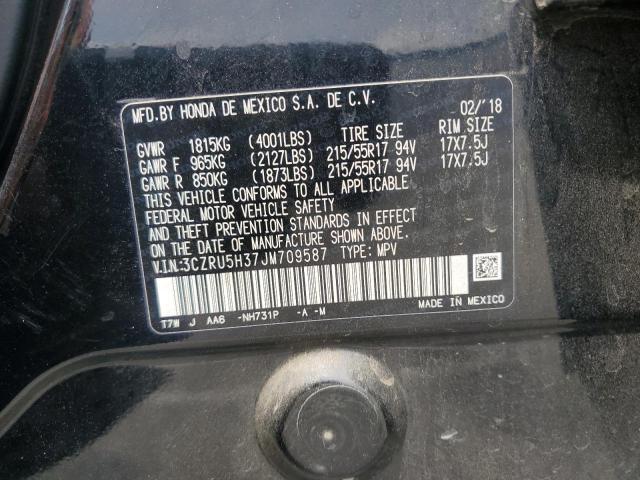 MFD.BY HONDA DE MEXICO S.A. DE C.V. 02/'18
GVWR 1815KG (4001LBS) TIRE SIZE RIM SIZE
GAWR F 965KG (2127LBS) 215/55R17 94V 17X7.5J
GAWR R 850KG (1873LBS) 215/55R17 94V 17X7.5J
THIS VEHICLE CONFORMS TO ALL APPLICABLE
FEDERAL MOTOR VEHICLE SAFETY
AND THEFT PREVENTION STANDARDS IN EFFECT
ON THE DATE OF MANUFACTURE SHOWN ABOVE.
V.I.N.:3CZRU5H37JM709587 TYPE: MPV
MADE IN MEXICO
T7W J AA6 -NH731P -A -M